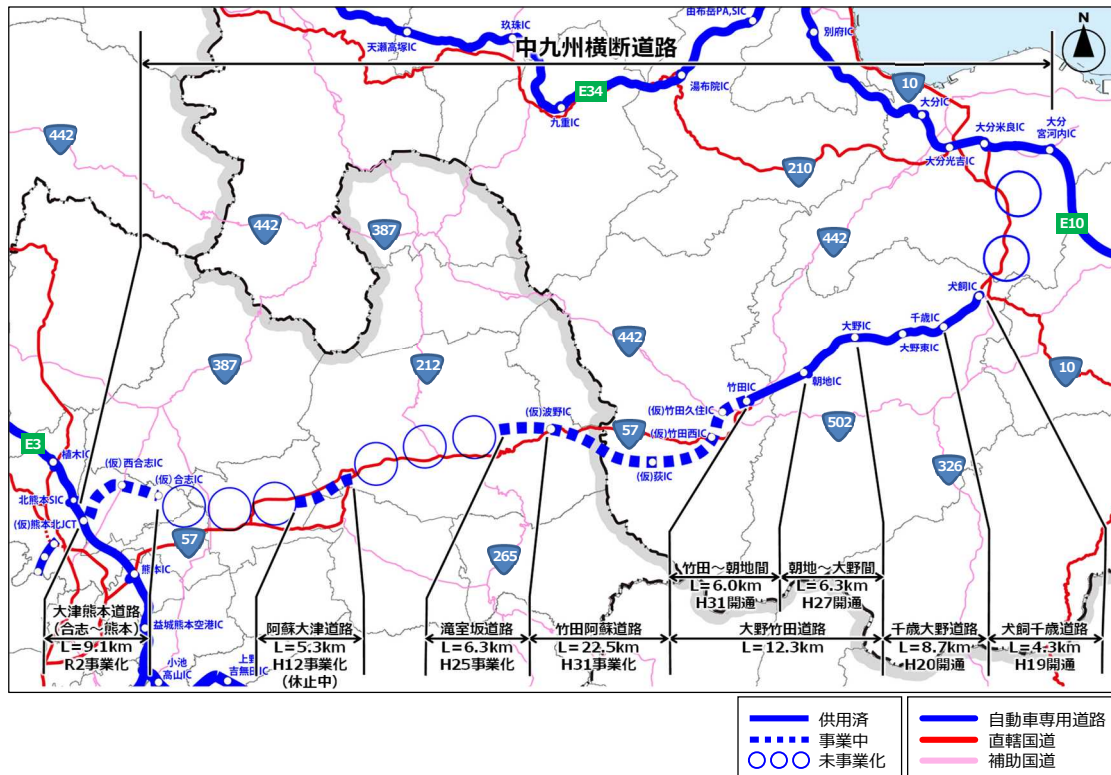 中九州横断道路
N
天瀬高塚IC
玖珠IC
由布岳PA,SIC
別府IC
湯布院IC
九重IC
E34
10
大分IC
大分米良IC
大分
宮河内IC
大分光吉IC
210
442
442
387
442
E10
犬飼IC
千歳IC
大野IC
大野東IC
朝地IC
竹田IC
442
387
212
(仮)竹田久住IC
(仮)竹田西IC
57
(仮)荻IC
(仮)波野IC
502
10
326
E3
植木IC
(仮)西合志IC
(仮)合志IC
北熊本SIC
(仮)熊本北JCT
57
熊本IC
益城熊本空港IC
小池
高山IC
上野
吉無田IC
265
竹田～朝地間
L=6.0km
H31開通
朝地～大野間
L=6.3km
H27開通
大津熊本道路
(合志～熊本)
L=9.1km
R2事業化
阿蘇大津道路
L=5.3km
H12事業化
(休止中)
滝室坂道路
L=6.3km
H25事業化
竹田阿蘇道路
L=22.5km
H31事業化
大野竹田道路
L=12.3km
千歳大野道路
L=8.7km
H20開通
犬飼千歳道路
L=4.3km
H19開通
供用済
事業中
未事業化
自動車専用道路
直轄国道
補助国道